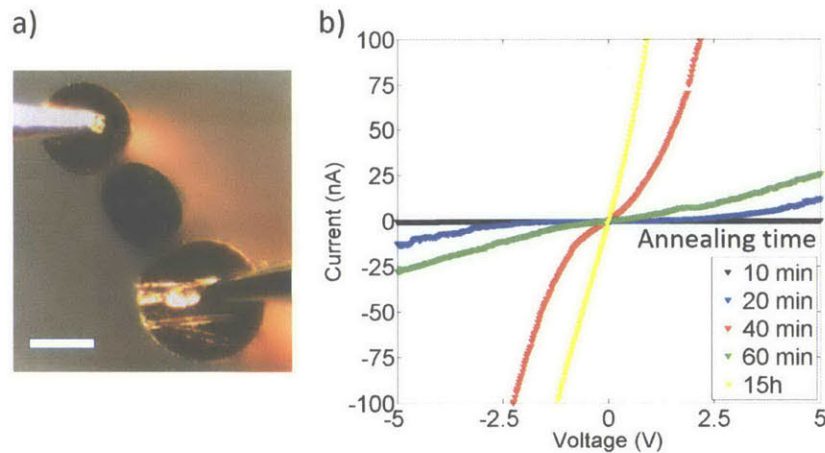 a)
b)
100
75
50
25
0
-25
-50
-75
-100
Current (nA)
-5
-2.5
0
2.5
5
Voltage (V)
Annealing time
10 min
20 min
40 min
60 min
15h